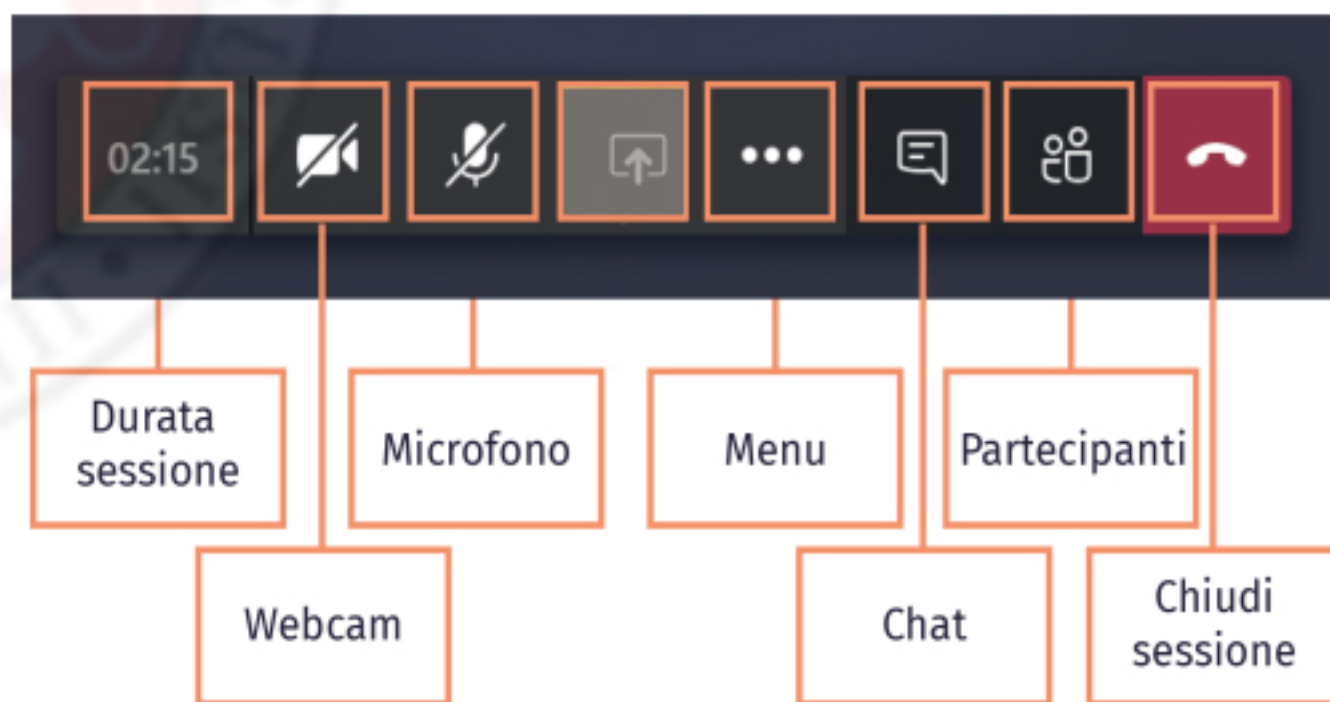 02:15
Durata
sessione
Microfono
Menu
Partecipanti
Webcam
Chat
Chiudi
sessione